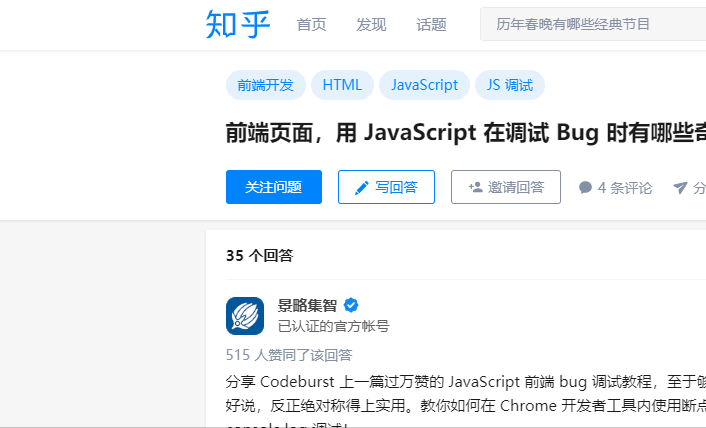 知乎 首页 发现 话题 历年春晚有哪些经典节目
前端开发 HTML JavaScript JS 调试
前端页面，用 JavaScript 在调试 Bug 时有哪些奇
关注问题 写回答 邀请回答 4 条评论 分
35 个回答
景略集智
已认证的官方帐号
515 人赞同了该回答
分享 Codeburst 上一篇过万赞的 JavaScript 前端 bug 调试教程，至于
好说，反正绝对称得上实用。教你如何在 Chrome 开发者工具内使用断点
console.log 调试！